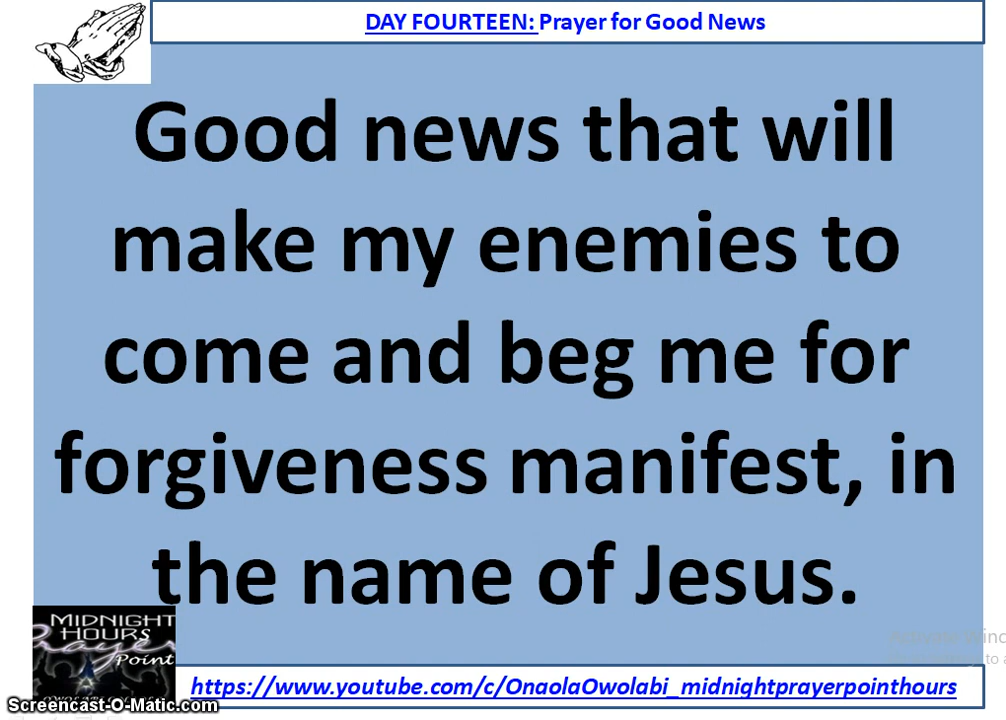 DAY FOURTEEN: Prayer for Good News
Good news that will
make my enemies to
come and beg me for
forgiveness manifest, in
the name of Jesus.
MIDNIGHT
HOURS
Prayer
Point
https://www.youtube.com/c/OnaolaOwolabi_midnightprayerpointhours
Screencast-O-Matic.com